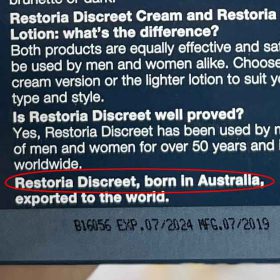 Restoria Discreet Cream and Restoria
Lotion: what's the difference?
Both products are equally effective and sa
be used by men and women alike. Choose
cream version or the lighter lotion to suit y
type and style.
Is Restoria Discreet well proved?
Yes, Restoria Discreet has been used by m
of men and women for over 50 years and
worldwide.
Restoria Discreet, born in Australia,
exported to the world.
B16056 EXP.07/2024 MFG.07/2019